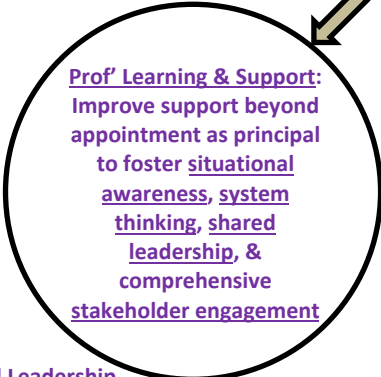 Prof’ Learning & Support:
Improve support beyond
appointment as principal
to foster situational
awareness, system
thinking, shared
leadership, &
comprehensive
stakeholder engagement
Leadership